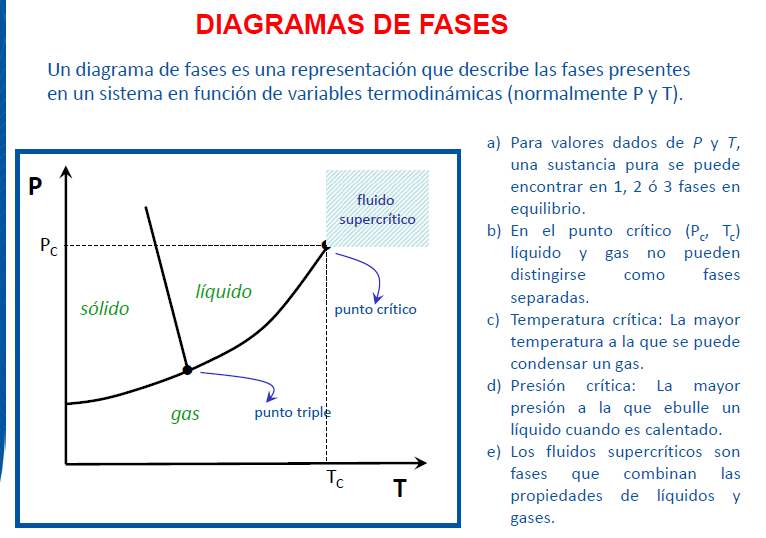 DIAGRAMAS DE FASES
Un diagrama de fases es una representación que describe las fases presentes
en un sistema en función de variables termodinámicas (normalmente P y T).
P
fluido
supercrítico
Pc
líquido
sólido
punto crítico
gas
punto triple
Tc
T
a) Para valores dados de P y T,
una sustancia pura se puede
encontrar en 1, 2 ó 3 fases en
equilibrio.
b) En el punto crítico (Pc, Tc)
líquido y gas no pueden
distingirse como fases
separadas.
c) Temperatura crítica: La mayor
temperatura a la que se puede
condensar un gas.
d) Presión crítica: La mayor
presión a la que ebulle un
líquido cuando es calentado.
e) Los fluidos supercríticos son
fases que combinan las
propiedades de líquidos y
gases.